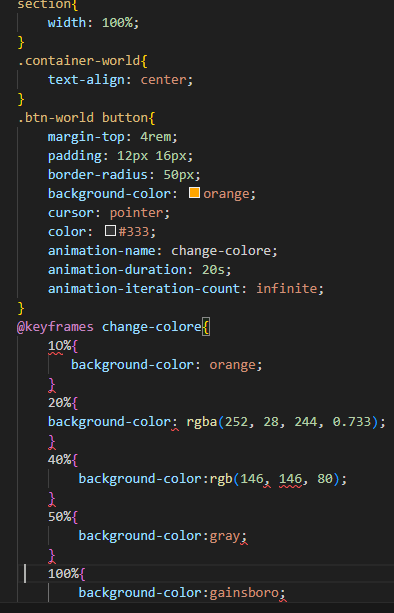 section{
width: 100%;
}
.container-world{
text-align: center;
}
.btn-world button{
margin-top: 4rem;
padding: 12px 16px;
border-radius: 50px;
background-color: orange;
cursor: pointer;
color: #333;
animation-name: change-colore;
animation-duration: 20s;
animation-iteration-count: infinite;
}
@keyframes change-colore{
1O%{
background-color: orange;
}
20%{
background-color: rgba(252, 28, 244, 0.733);
}
40%{
background-color:rgb(146, 146, 80);
}
50%{
background-color:gray;
}
100%{
background-color:gainsboro;